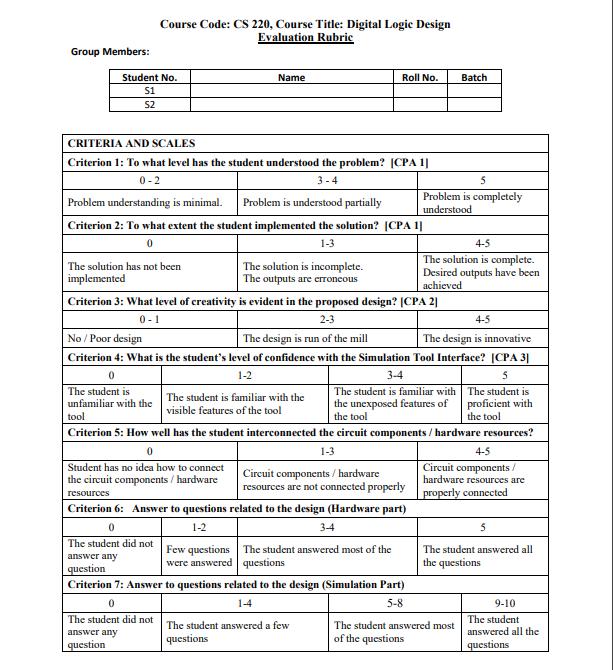 Course Code: CS 220, Course Title: Digital Logic Design
Evaluation Rubric
Group Members:
Student No. Name Roll No. Batch
S1
S2
CRITERIA AND SCALES
Criterion 1: To what level has the student understood the problem? [CPA 1]
0 - 2 3 - 4 5
Problem understanding is minimal. Problem is understood partially Problem is completely
understood
Criterion 2: To what extent the student implemented the solution? [CPA 1]
0 1-3 4-5
The solution has not been
implemented
The solution is incomplete.
The outputs are erroneous
The solution is complete.
Desired outputs have been
achieved
Criterion 3: What level of creativity is evident in the proposed design? [CPA 2]
0 - 1 2-3 4-5
No / Poor design The design is run of the mill The design is innovative
Criterion 4: What is the student's level of confidence with the Simulation Tool Interface? [CPA 3]
0 1-2 3-4 5
The student is
unfamiliar with the
tool
The student is familiar with the
visible features of the tool
The student is familiar with
the unexposed features of
the tool
The student is
proficient with
the tool
Criterion 5: How well has the student interconnected the circuit components / hardware resources?
0 1-3 4-5
Student has no idea how to connect
the circuit components / hardware
resources
Circuit components / hardware
resources are not connected properly
Circuit components /
hardware resources are
properly connected
Criterion 6: Answer to questions related to the design (Hardware part)
0 1-2 3-4 5
The student did not
answer any
question
Few questions
were answered
The student answered most of the
questions
The student answered all
the questions
Criterion 7: Answer to questions related to the design (Simulation Part)
0 1-4 5-8 9-10
The student did not
answer any
question
The student answered a few
questions
The student answered most
of the questions
The student
answered all the
questions